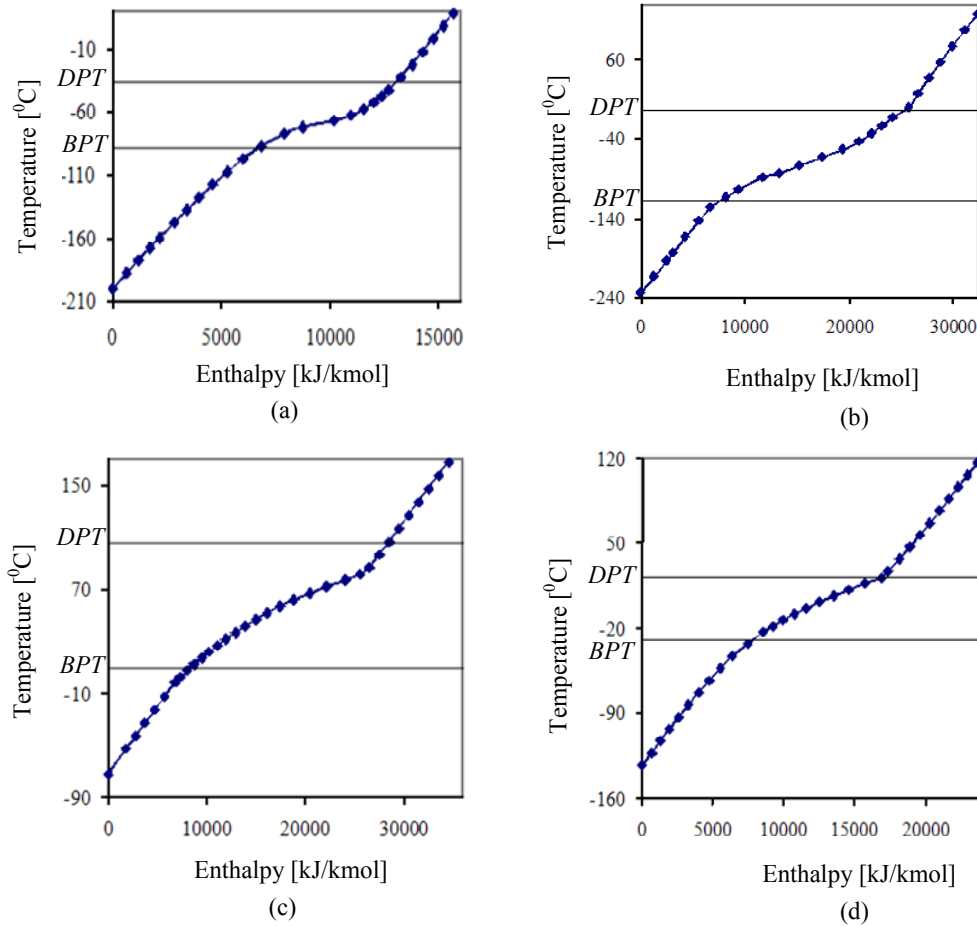 -10
DPT
-60
BPT
-110
-160
-210
0 5000 10000 15000
Temperature [⁰C]
Enthalpy [kJ/kmol]
(a)
60
DPT
-40
BPT
-140
-240
0 10000 20000 30000
Temperature [⁰C]
Enthalpy [kJ/kmol]
(b)
150
DPT
70
BPT
-10
-90
0 10000 20000 30000
Temperature [⁰C]
Enthalpy [kJ/kmol]
(c)
120
50
DPT
-20
BPT
-90
-160
0 5000 10000 15000 20000
Temperature [⁰C]
Enthalpy [kJ/kmol]
(d)